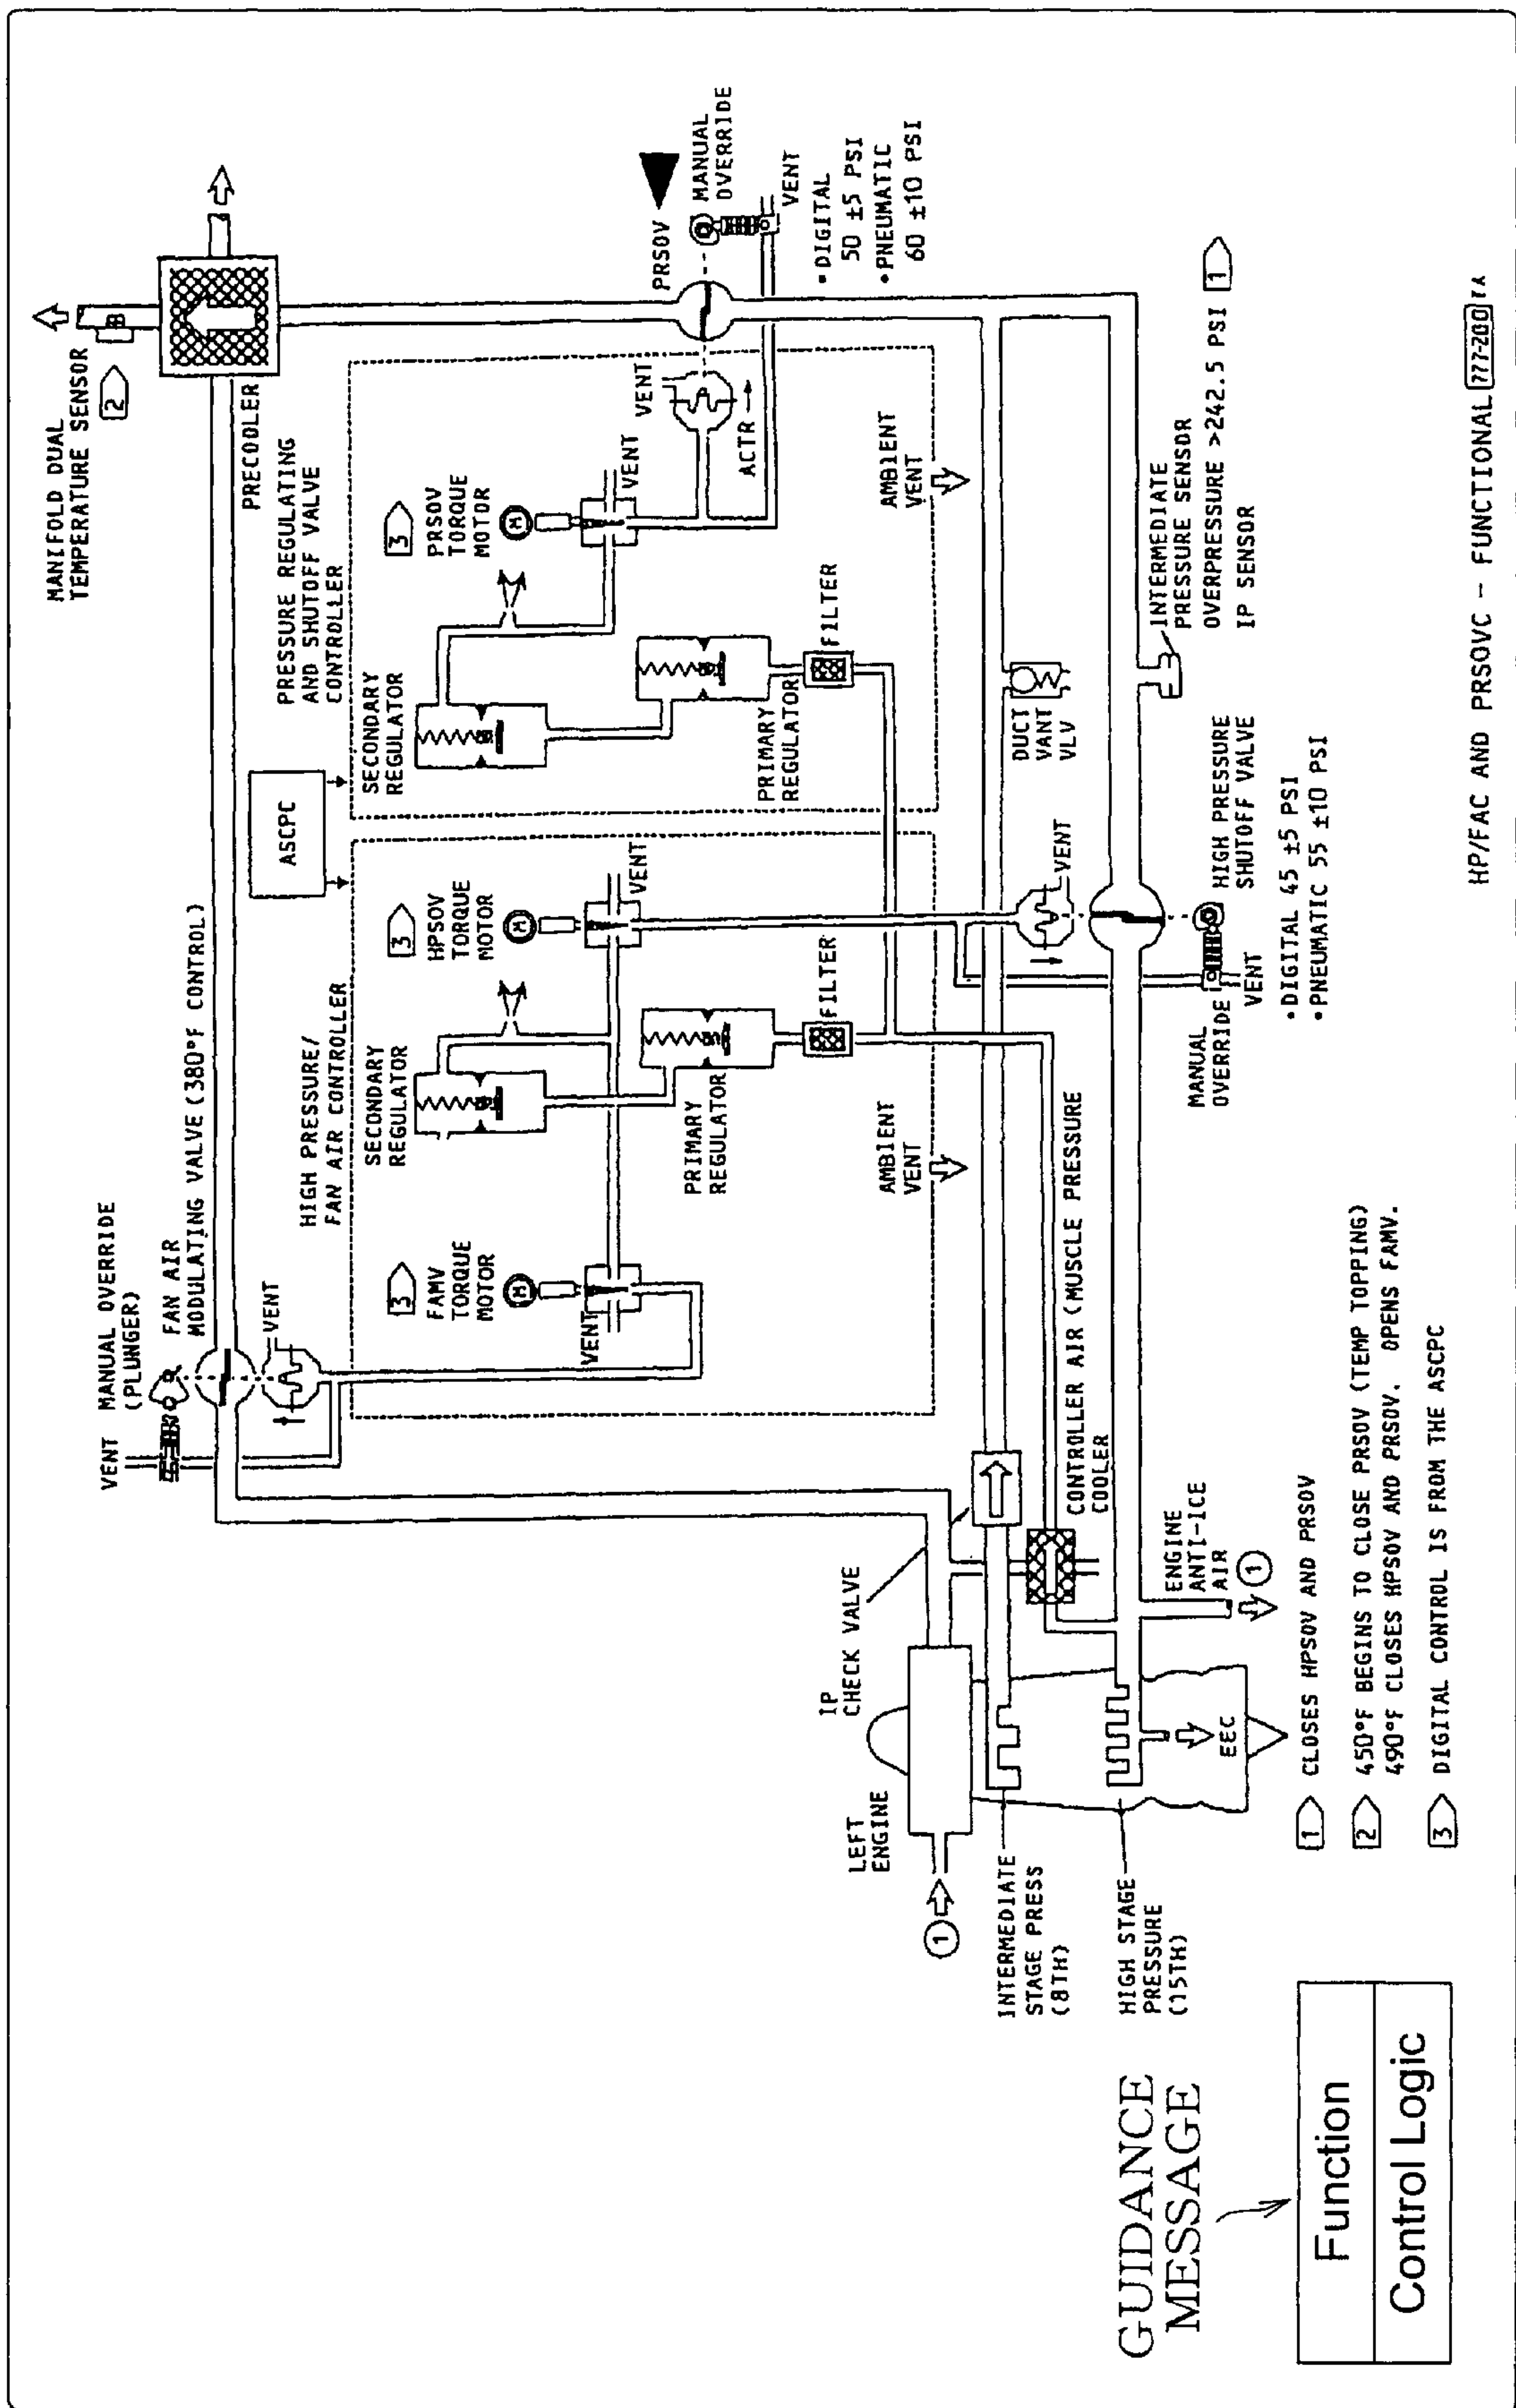 MANIFOLD DUAL
TEMPERATURE SENSOR
2
PRECOOLER
MANUAL OVERRIDE
(PLUNGER)
VENT
FAN AIR
MODULATING VALVE (380°F CONTROL)
VENT
ASCPC
HIGH PRESSURE/
FAN AIR CONTROLLER
PRESSURE REGULATING
AND SHUTOFF VALVE
CONTROLLER
3
FAMV
TORQUE
MOTOR
M
VENT
SECONDARY
REGULATOR
3
HPSOV
TORQUE
MOTOR
M
VENT
PRIMARY
REGULATOR
FILTER
AMBIENT
VENT
SECONDARY
REGULATOR
3
PRSOV
TORQUE
MOTOR
M
VENT
VENT
ACTR
PRIMARY
REGULATOR
FILTER
AMBIENT
VENT
PRSOV
MANUAL
OVERRIDE
VENT
•DIGITAL
50 ±5 PSI
•PNEUMATIC
60 ±10 PSI
IP
CHECK VALVE
LEFT
ENGINE
1
INTERMEDIATE
STAGE PRESS
(8TH)
HIGH STAGE
PRESSURE
(15TH)
EEC
CONTROLLER AIR (MUSCLE PRESSURE
COOLER
ENGINE
ANTI-ICE
AIR
1
DUCT
VANT
VLV
VENT
MANUAL
OVERRIDE
VENT
HIGH PRESSURE
SHUTOFF VALVE
•DIGITAL 45 ±5 PSI
•PNEUMATIC 55 ±10 PSI
INTERMEDIATE
PRESSURE SENSOR
OVERPRESSURE >242.5 PSI 1
IP SENSOR
1 CLOSES HPSOV AND PRSOV
2 450°F BEGINS TO CLOSE PRSOV (TEMP TOPPING)
490°F CLOSES HPSOV AND PRSOV. OPENS FAMV.
3 DIGITAL CONTROL IS FROM THE ASCPC
GUIDANCE
MESSAGE
Function
Control Logic
HP/FAC AND PRSOVC - FUNCTIONAL 777-200